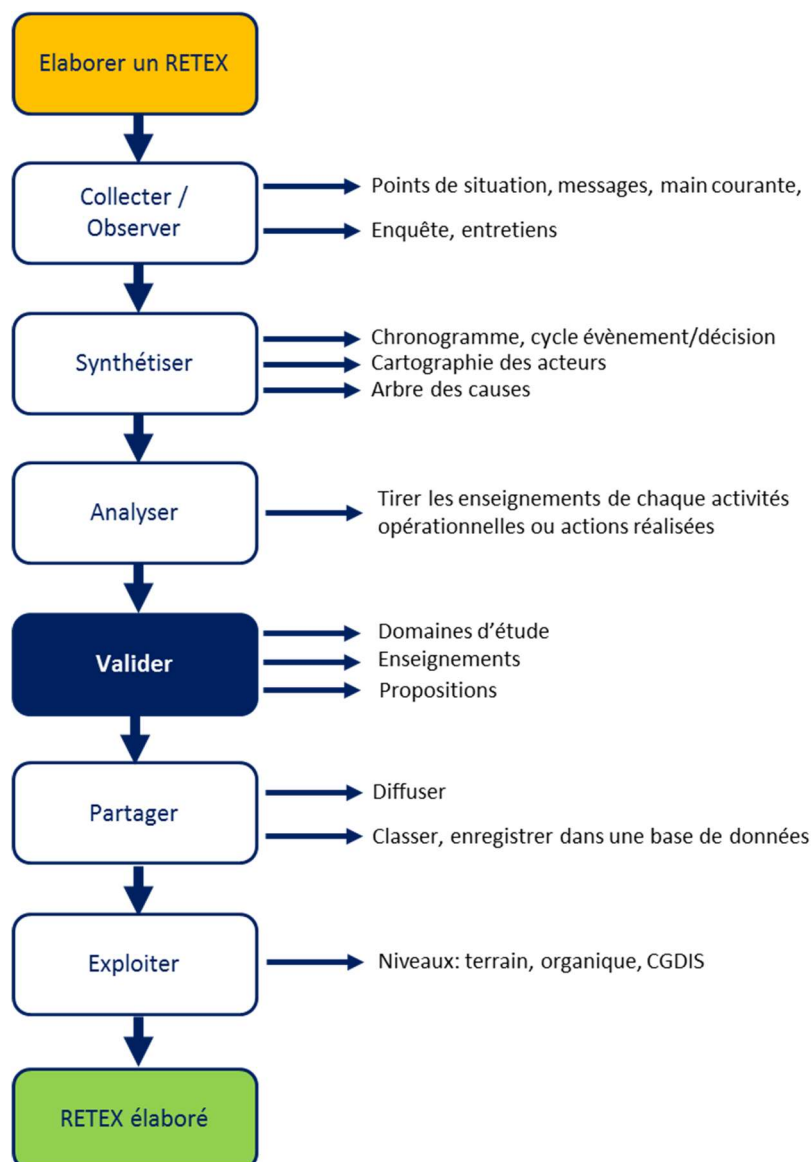 Elaborer un RETEX
Collecter /
Observer
Points de situation, messages, main courante,
Enquête, entretiens
Synthétiser
Chronogramme, cycle évènement/décision
Cartographie des acteurs
Arbre des causes
Analyser
Tirer les enseignements de chaque activités
opérationnelles ou actions réalisées
Valider
Domaines d’étude
Enseignements
Propositions
Partager
Diffuser
Classer, enregistrer dans une base de données
Exploiter
Niveaux: terrain, organique, CGDIS
RETEX élaboré